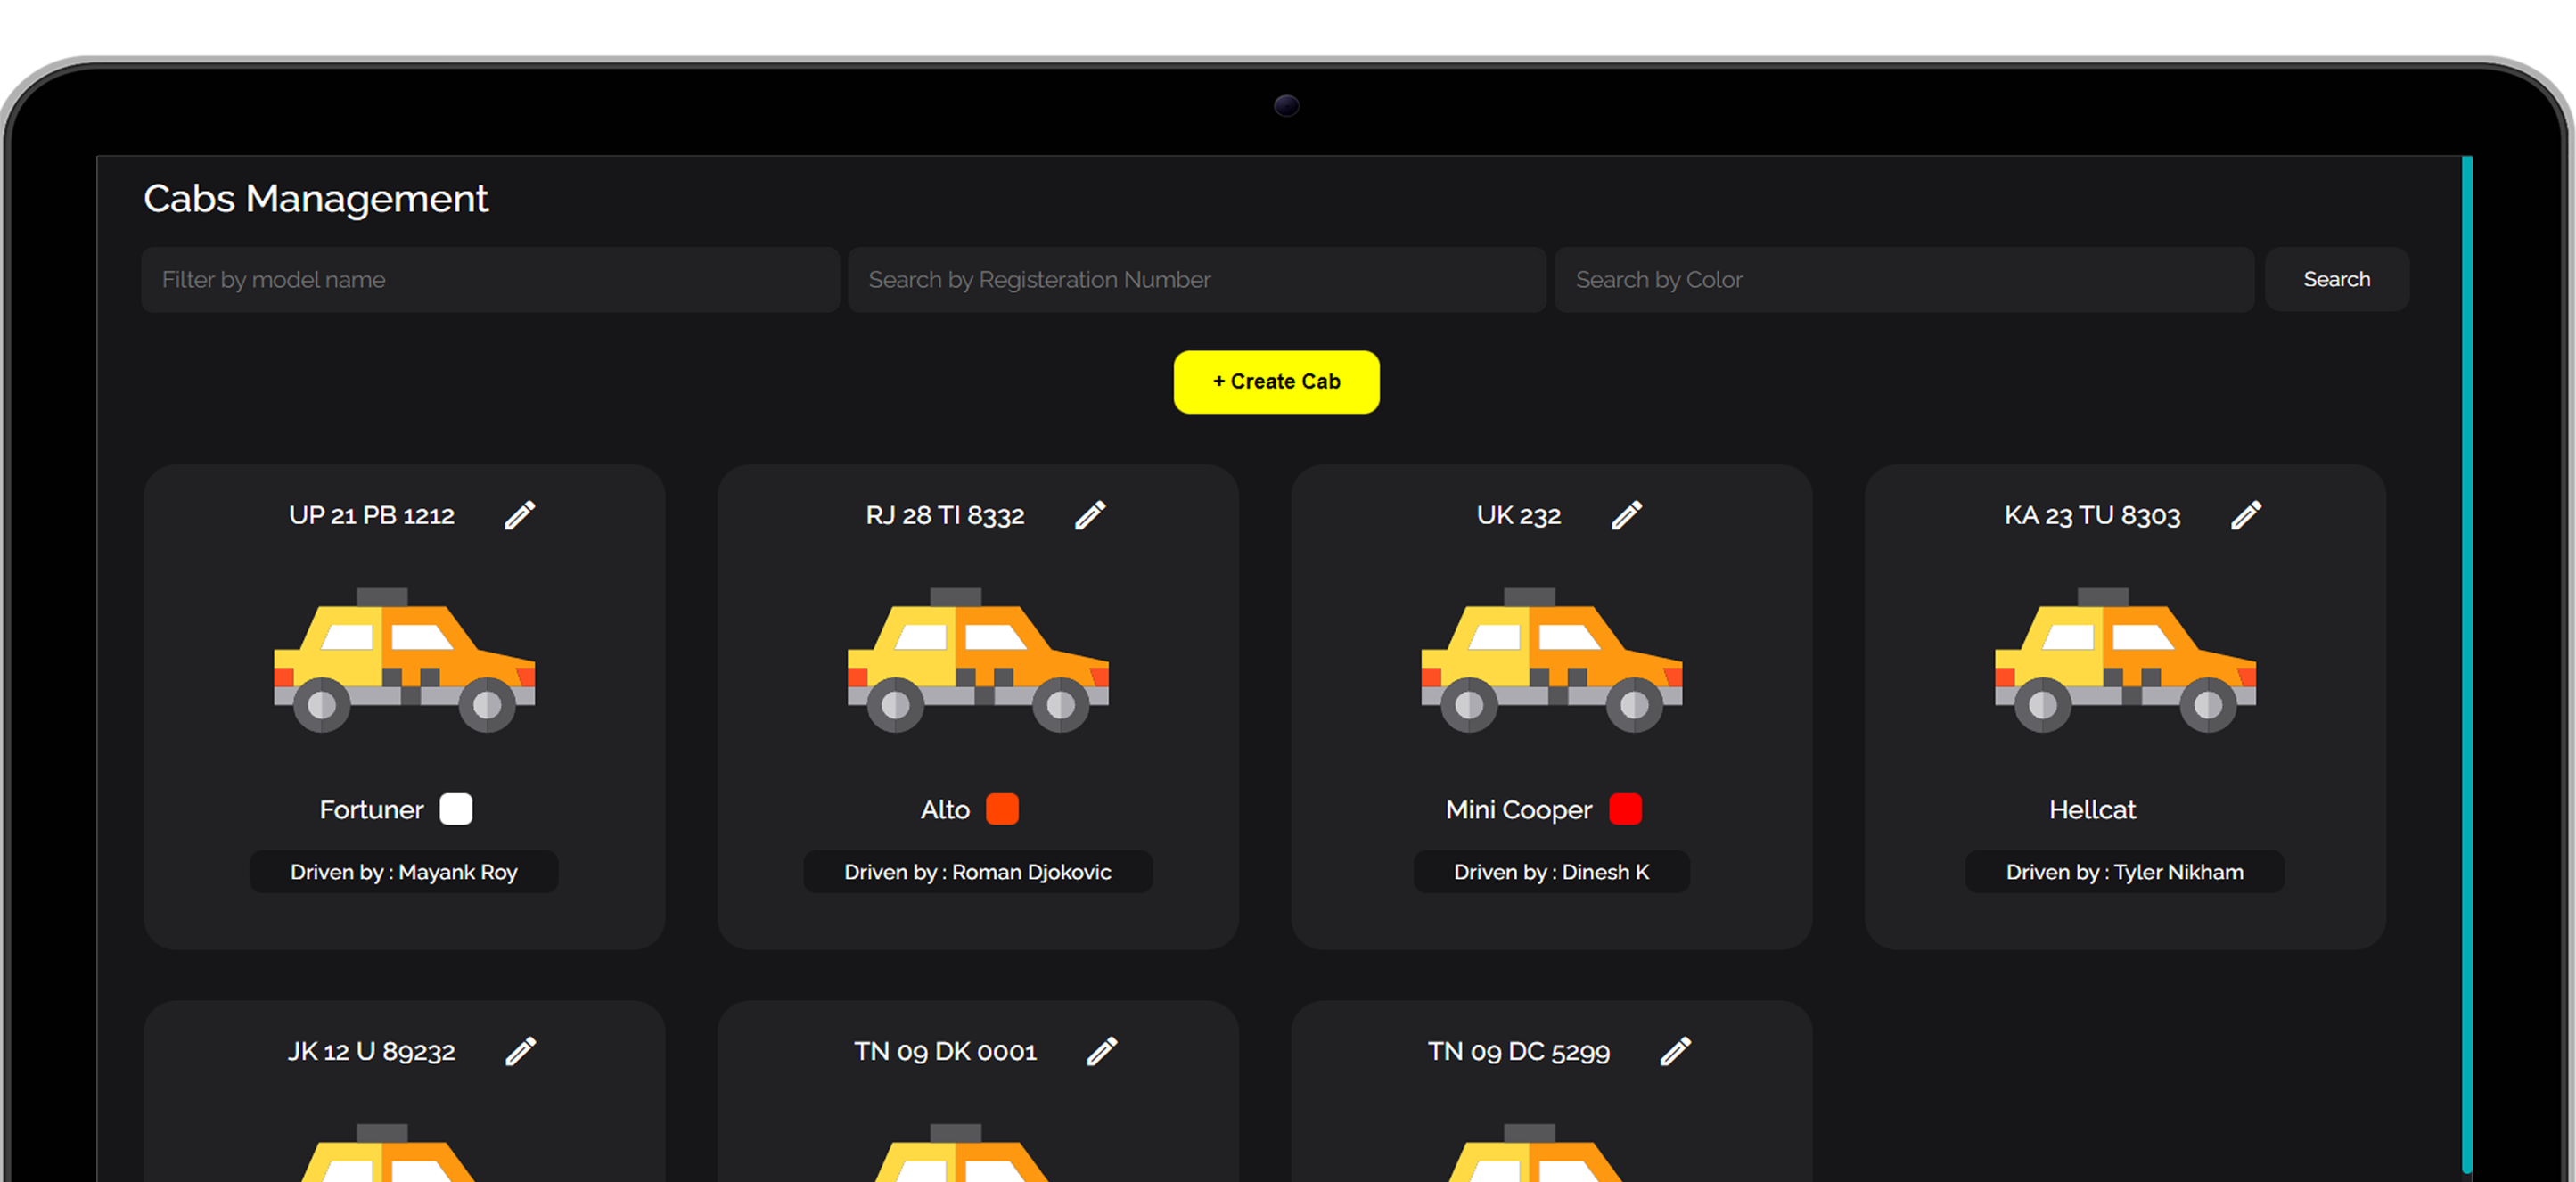 Cabs Management
Filter by model name
Search by Registeration Number
Search by Color
Search
+ Create Cab
UP 21 PB 1212
RJ 28 TI 8332
UK 232
KA 23 TU 8303
Fortuner
Alto
Mini Cooper
Hellcat
Driven by : Mayank Roy
Driven by : Roman Djokovic
Driven by : Dinesh K
Driven by : Tyler Nikham
JK 12 U 89232
TN 09 DK 0001
TN 09 DC 5299